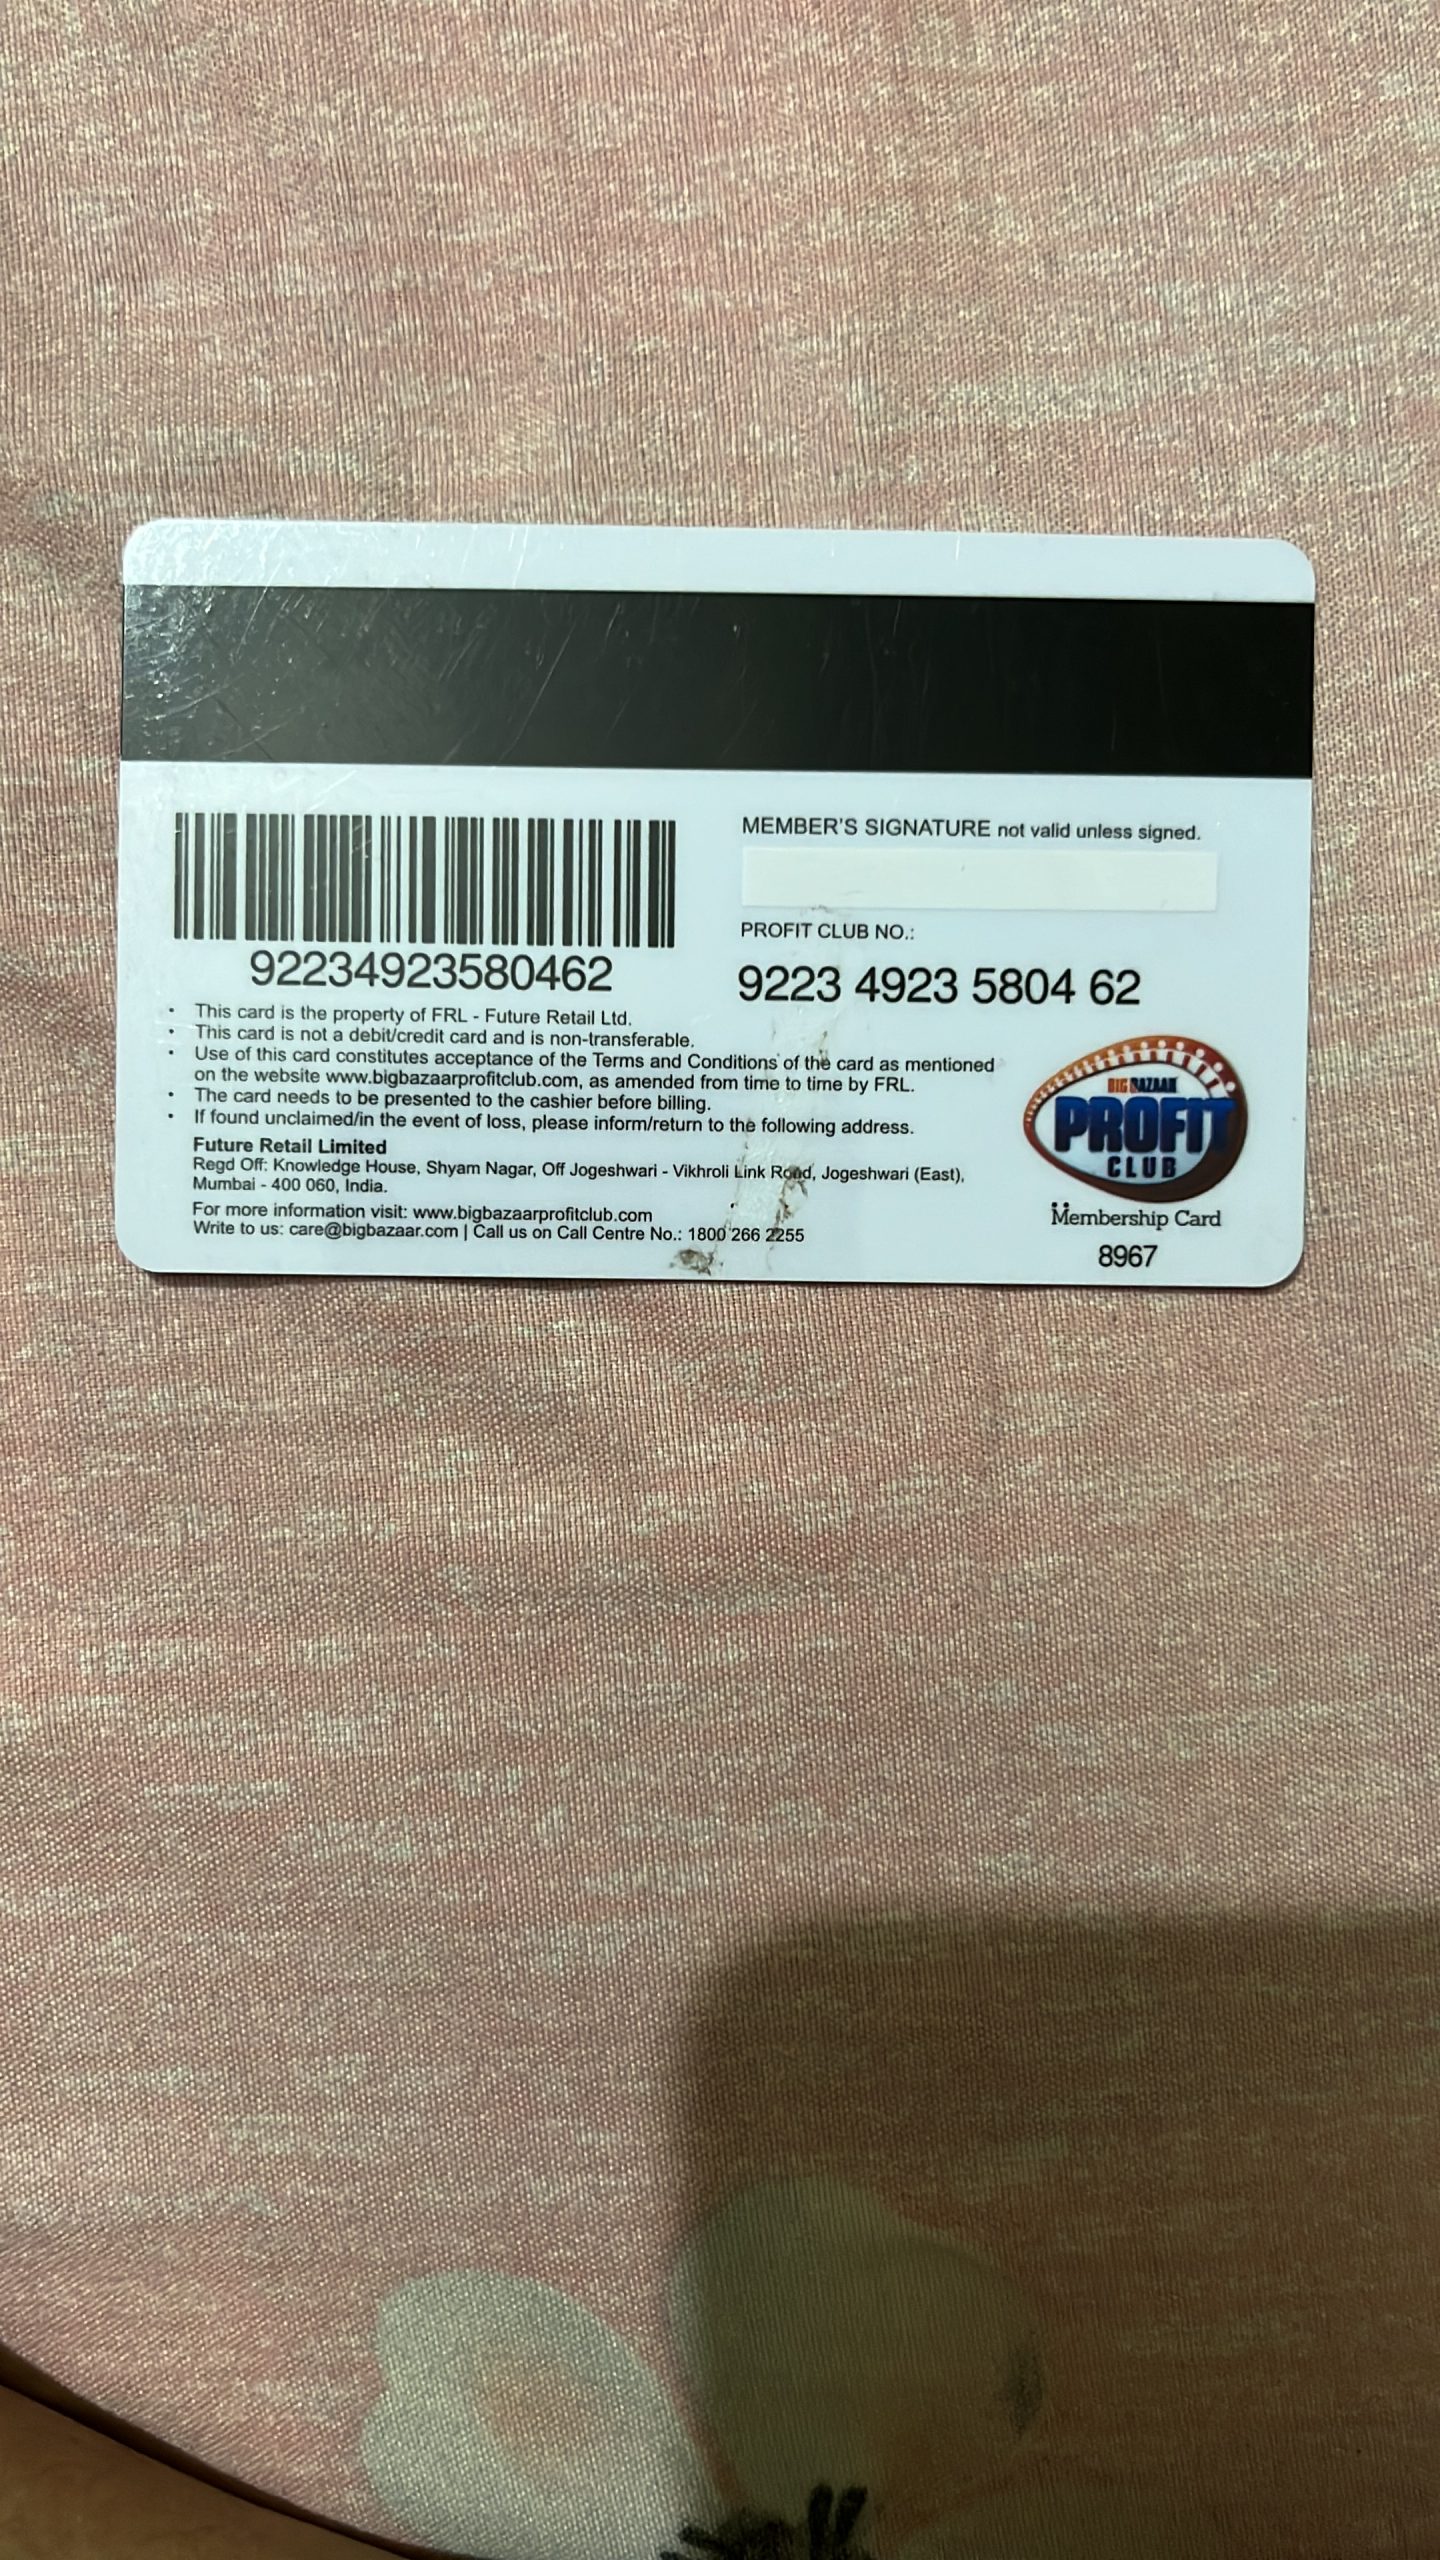 MEMBER'S SIGNATURE not valid unless signed.
PROFIT CLUB NO.:
92234923580462
9223 4923 5804 62
• This card is the property of FRL - Future Retail Ltd.
• This card is not a debit/credit card and is non-transferable.
• Use of this card constitutes acceptance of the Terms and Conditions of the card as mentioned
on the website www.bigbazaarprofitclub.com, as amended from time to time by FRL.
• The card needs to be presented to the cashier before billing.
• If found unclaimed/in the event of loss, please inform/return to the following address.
Future Retail Limited
Regd Off: Knowledge House, Shyam Nagar, Off Jogeshwari - Vikhroli Link Road, Jogeshwari (East),
Mumbai - 400 060, India.
For more information visit: www.bigbazaarprofitclub.com
Write to us: care@bigbazaar.com | Call us on Call Centre No.: 1800 266 2255
BIG BAZAAR
PROFIT
CLUB
Membership Card
8967